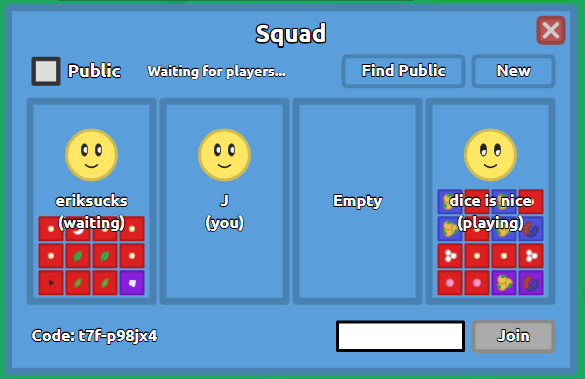 Squad
Public
Waiting for players...
Find Public
New
eriksucks
(waiting)
J
(you)
Empty
dice is nice
(playing)
Code: t7f-p98jx4
Join